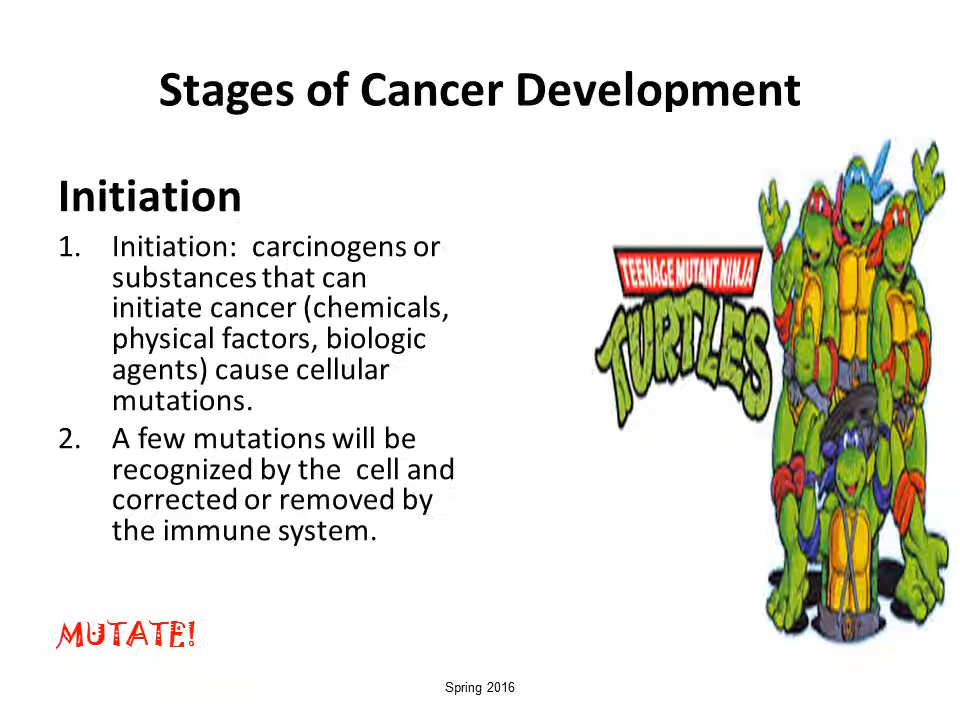 Stages of Cancer Development
Initiation
1. Initiation: carcinogens or
substances that can
initiate cancer (chemicals,
physical factors, biologic
agents) cause cellular
mutations.
2. A few mutations will be
recognized by the cell and
corrected or removed by
the immune system.
TEENAGE MUTANT NINJA
TURTLES
MUTATE!
Spring 2016